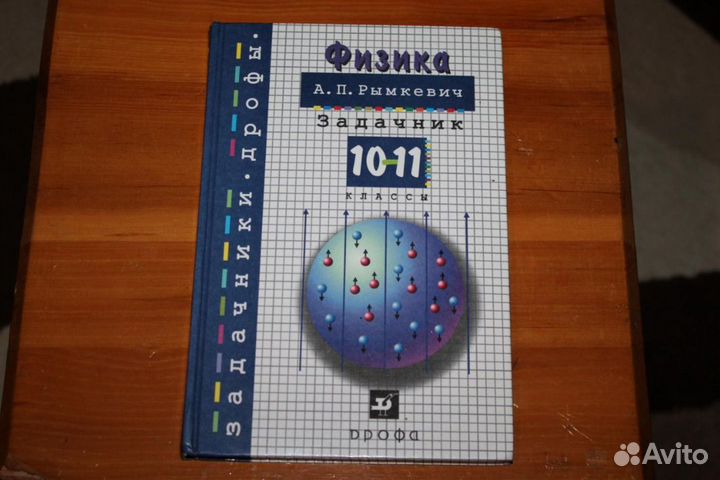 Физика
А.П.Рымкевич
Задачник
10-11
КЛАССЫ
дрофа
задачники.дрофы.
Avito